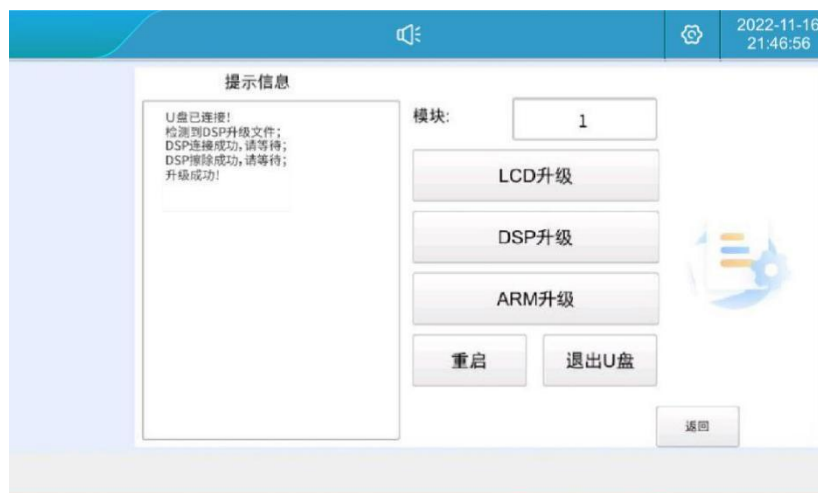 2022-11-16
21:46:56
提示信息
U盘已连接!
检测到DSP升级文件;
DSP连接成功,请等待;
DSP擦除成功,请等待;
升级成功!
模块:
1
LCD升级
DSP升级
ARM升级
重启
退出U盘
返回